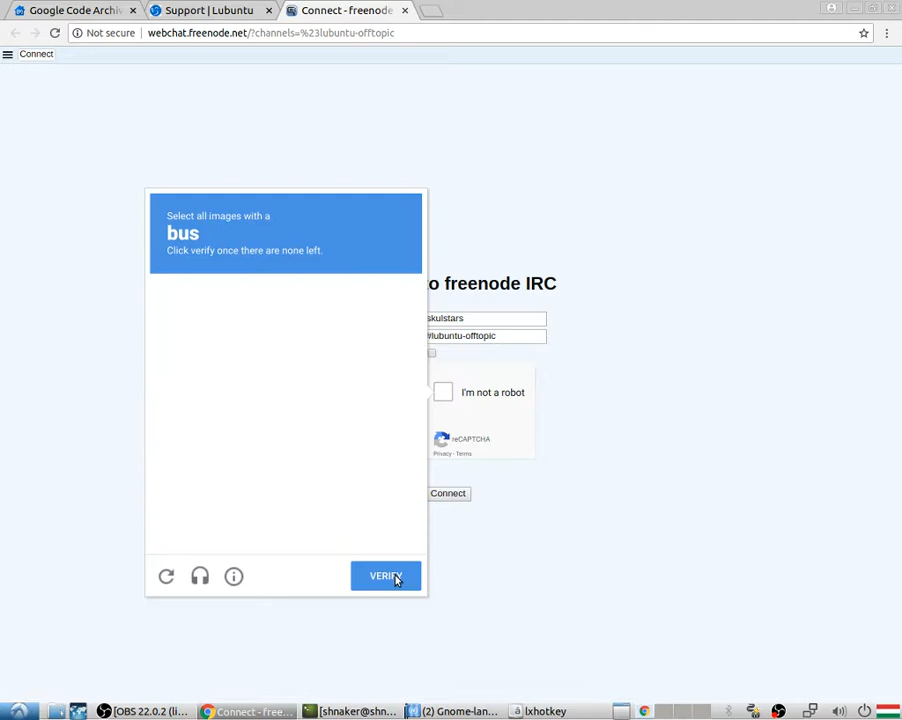 Google Code Archiv
Support | Lubuntu
Connect - freenode
Not secure
webchat.freenode.net/?channels=%23lubuntu-offtopic
Connect
Select all images with a
bus
Click verify once there are none left.
o freenode IRC
skulstars
#lubuntu-offtopic
I'm not a robot
reCAPTCHA
Privacy - Terms
Connect
VERIFY
[OBS 22.0.2 (li...
Connect - free...
[shnaker@shn...
(2) Gnome-lan...
lxhotkey